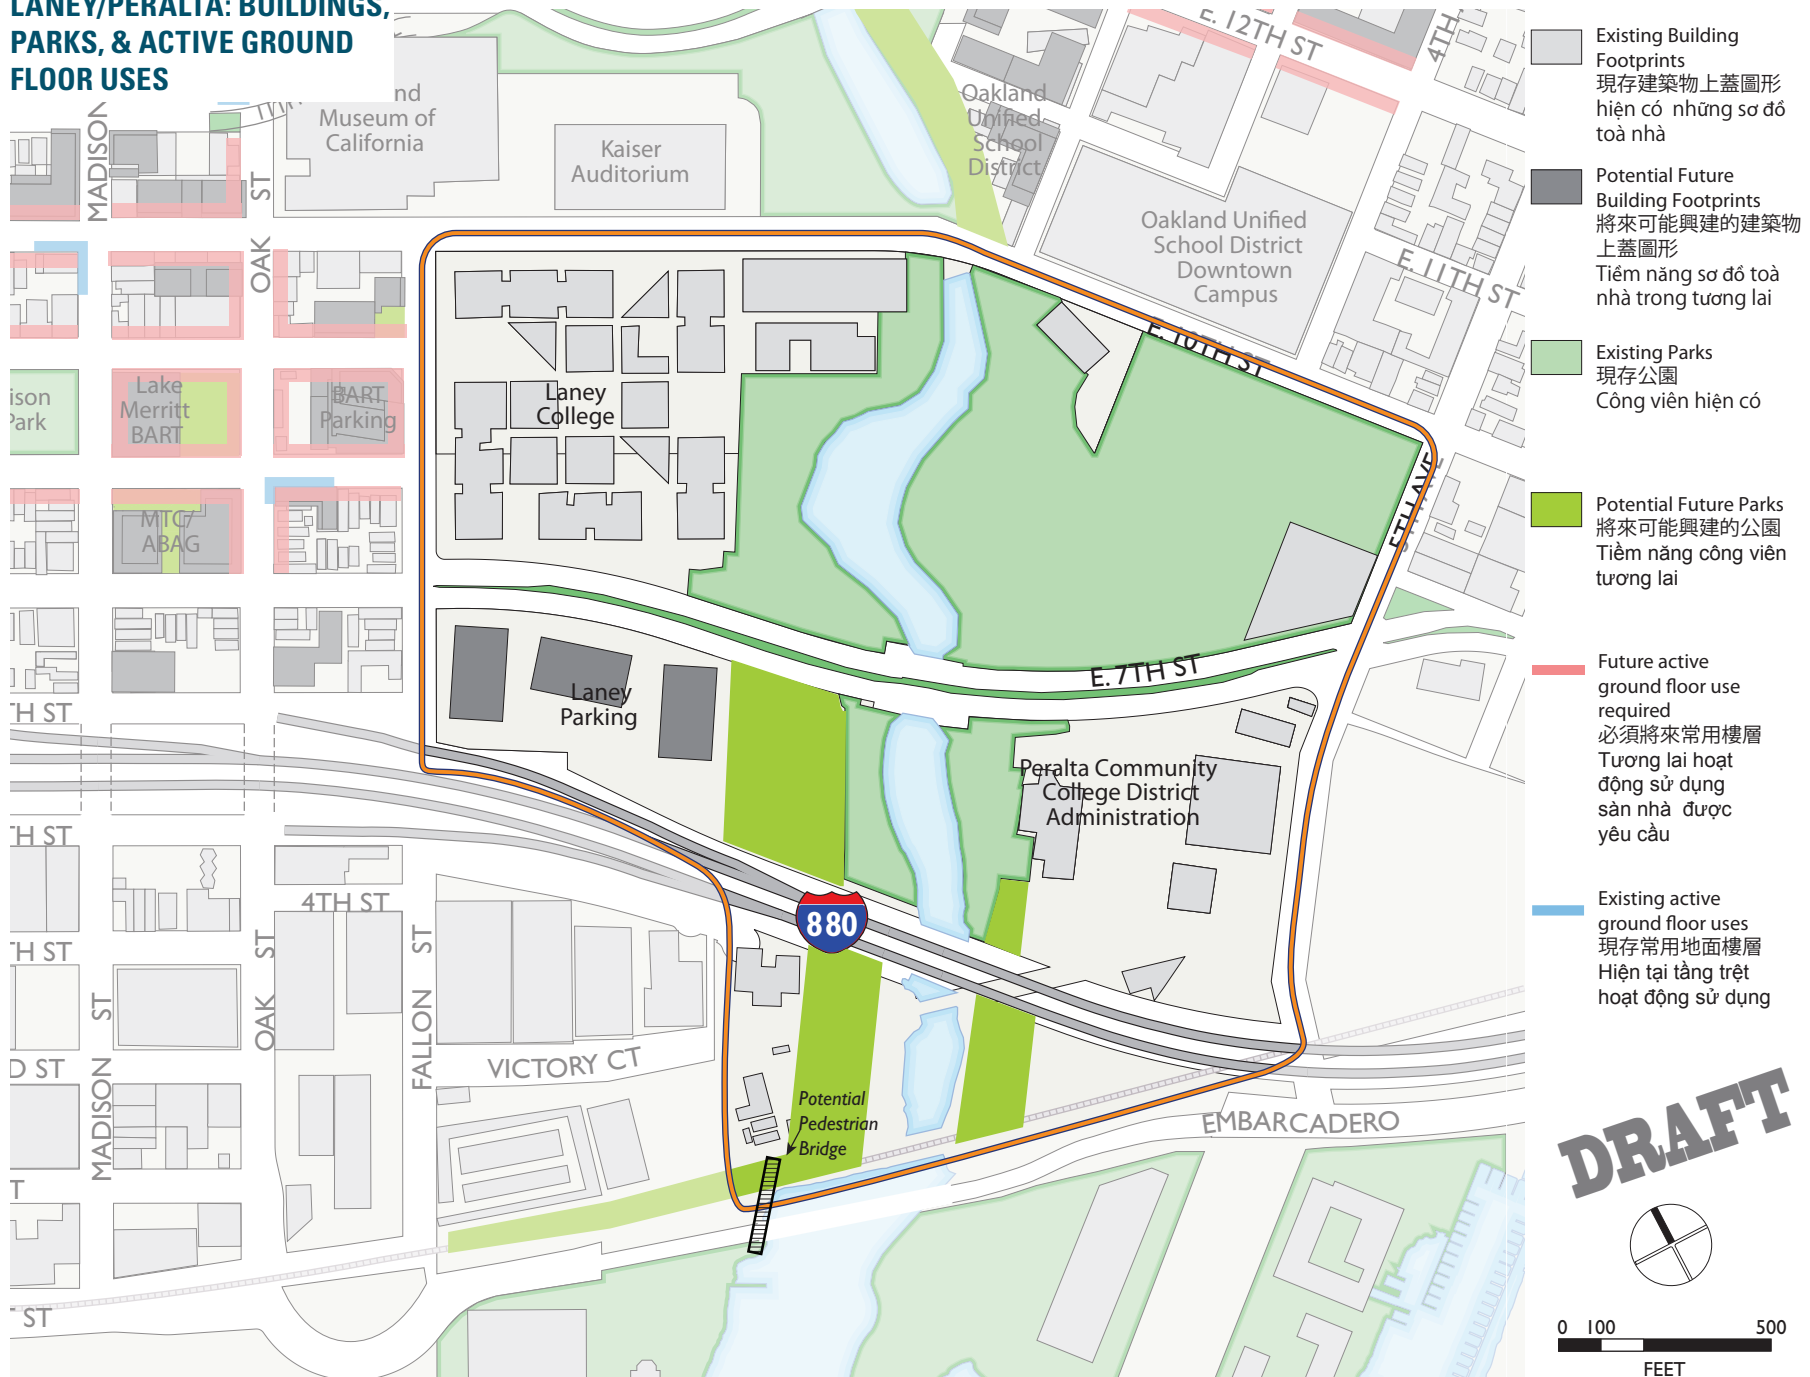 LANEY/PERALTA: BUILDINGS,
PARKS, & ACTIVE GROUND
FLOOR USES
Museum of
California
Kaiser
Auditorium
Oakland
Unified
School
District
E. 12TH ST
4TH
Oakland Unified
School District
Downtown
Campus
E. 11TH ST
E. 10TH ST
5TH AVE
MADISON
ST
OAK
Lake
Merritt
BART
BART
Parking
Park
MTC/
ABAG
Laney
College
E. 7TH ST
Laney
Parking
Peralta Community
College District
Administration
TH ST
TH ST
TH ST
4TH ST
880
OAK ST
FALLON ST
MADISON ST
VICTORY CT
D ST
Potential
Pedestrian
Bridge
EMBARCADERO
T
ST
Existing Building
Footprints
現存建築物上蓋圖形
hiện có những sơ đồ
toà nhà
Potential Future
Building Footprints
將來可能興建的建築物
上蓋圖形
Tiềm năng sơ đồ toà
nhà trong tương lai
Existing Parks
現存公園
Công viên hiện có
Potential Future Parks
將來可能興建的公園
Tiềm năng công viên
tương lai
Future active
ground floor use
required
必須將來常用樓層
Tương lai hoạt
động sử dụng
sàn nhà được
yêu cầu
Existing active
ground floor uses
現存常用地面樓層
Hiện tại tầng trệt
hoạt động sử dụng
DRAFT
0 100 500
FEET